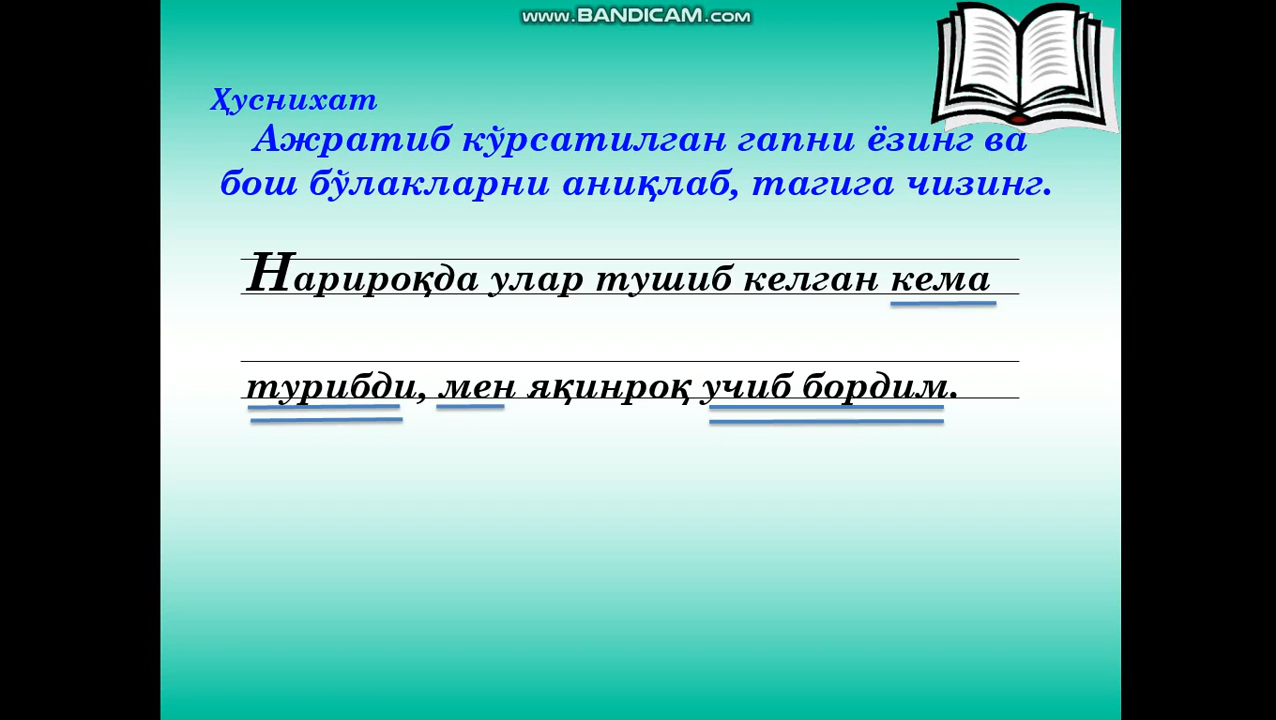 www.BANDICAM.com
Ҳуснихат
Ажратиб кўрсатилган гапни ёзинг ва
бош бўлакларни аниқлаб, тагига чизинг.
Нарироқда улар тушиб келган кема
турибди, мен яқинроқ учиб бордим.